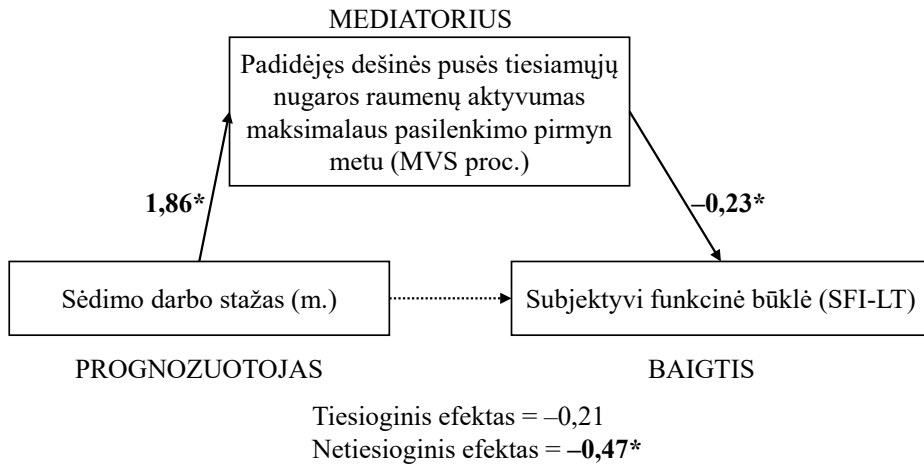 MEDIATORIUS
Padidėjęs dešinės pusės tiesiamųjų
nugaros raumenų aktyvumas
maksimalaus pasilenkimo pirmyn
metu (MVS proc.)
1,86*
–0,23*
Sėdimo darbo stažas (m.)
Subjektyvi funkcinė būklė (SFI-LT)
PROGNOZUOTOJAS
BAIGTIS
Tiesioginis efektas = –0,21
Netiesioginis efektas = –0,47*